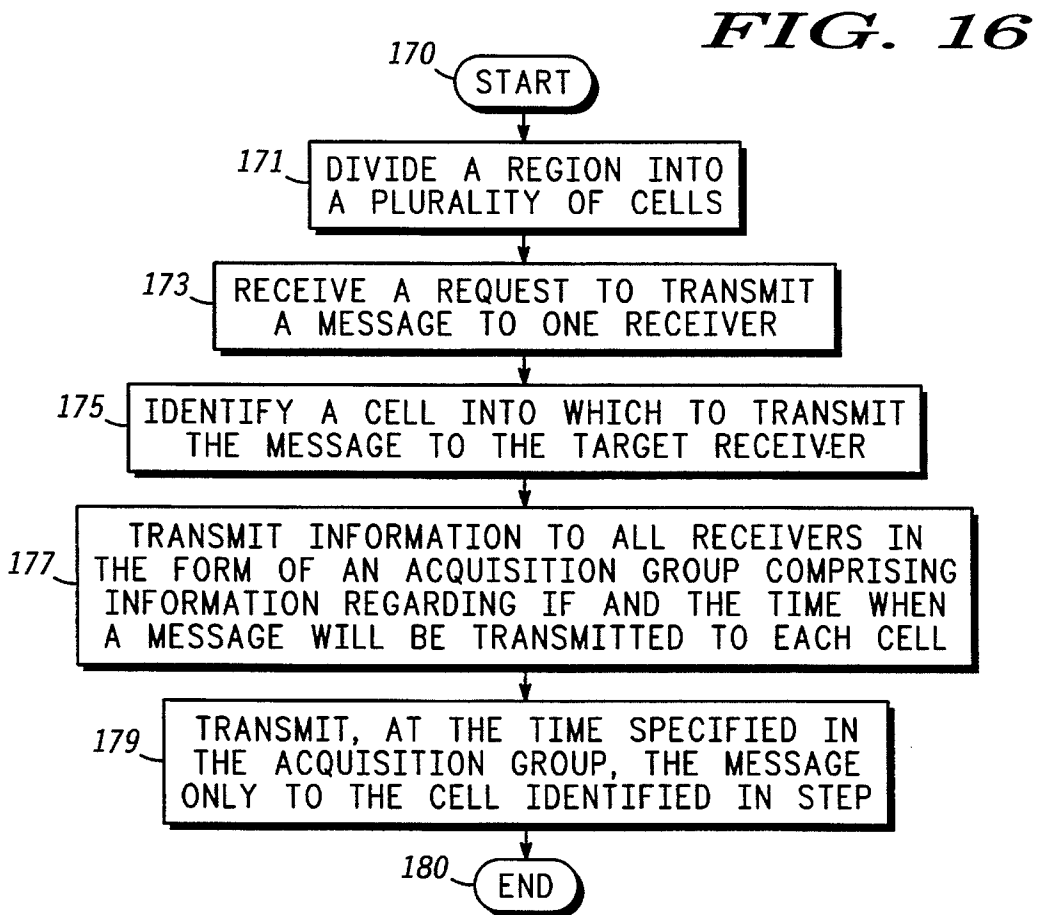 FIG. 16
170
START
171
DIVIDE A REGION INTO
A PLURALITY OF CELLS
173
RECEIVE A REQUEST TO TRANSMIT
A MESSAGE TO ONE RECEIVER
175
IDENTIFY A CELL INTO WHICH TO TRANSMIT
THE MESSAGE TO THE TARGET RECEIVER
177
TRANSMIT INFORMATION TO ALL RECEIVERS IN
THE FORM OF AN ACQUISITION GROUP COMPRISING
INFORMATION REGARDING IF AND THE TIME WHEN
A MESSAGE WILL BE TRANSMITTED TO EACH CELL
179
TRANSMIT, AT THE TIME SPECIFIED IN
THE ACQUISITION GROUP, THE MESSAGE
ONLY TO THE CELL IDENTIFIED IN STEP
180
END